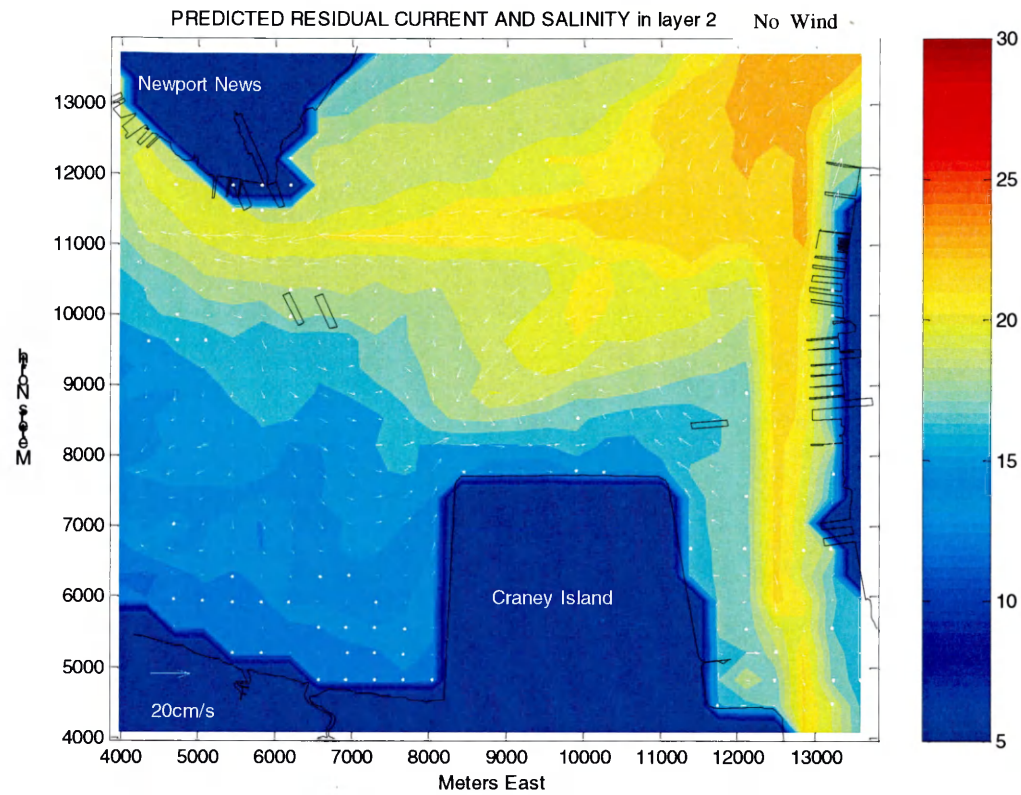 PREDICTED RESIDUAL CURRENT AND SALINITY in layer 2 No Wind
Newport News
Craney Island
20cm/s
13000
12000
11000
10000
9000
8000
7000
6000
5000
4000
Meters North
4000 5000 6000 7000 8000 9000 10000 11000 12000 13000
Meters East
30
25
20
15
10
5